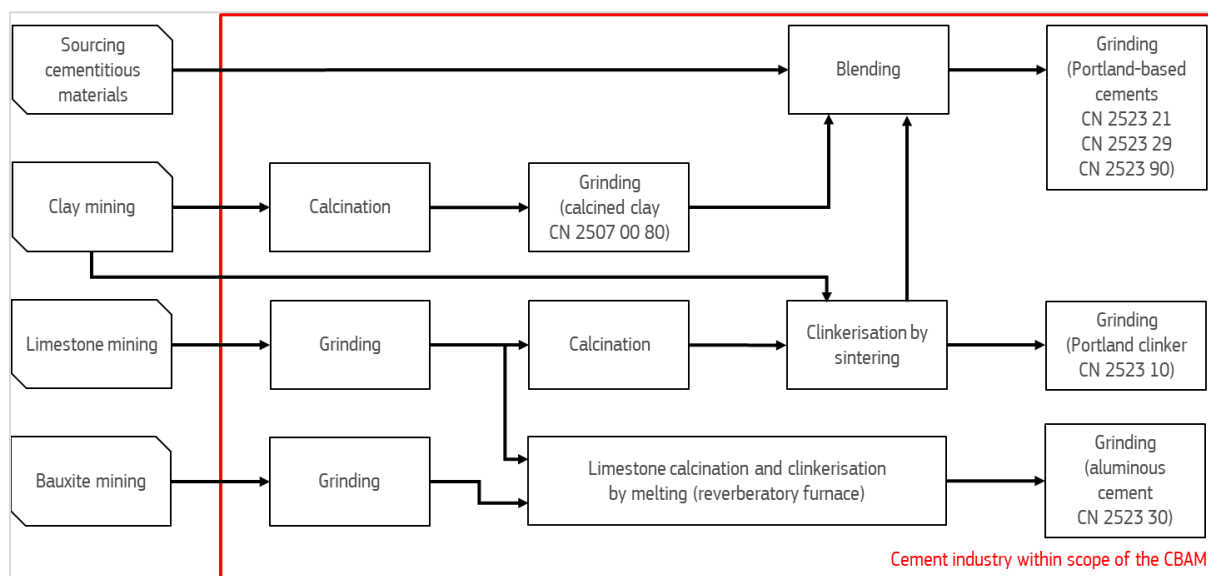 Sourcing
cementitious
materials
Blending
Grinding
(Portland-based
cements
CN 2523 21
CN 2523 29
CN 2523 90)
Clay mining
Calcination
Grinding
(calcined clay
CN 2507 00 80)
Limestone mining
Grinding
Calcination
Clinkerisation by
sintering
Grinding
(Portland clinker
CN 2523 10)
Bauxite mining
Grinding
Limestone calcination and clinkerisation
by melting (reverberatory furnace)
Grinding
(aluminous
cement
CN 2523 30)
Cement industry within scope of the CBAM